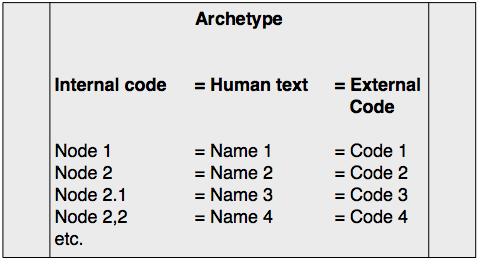 Archetype
Internal code = Human text = External Code
Node 1 = Name 1 = Code 1
Node 2 = Name 2 = Code 2
Node 2.1 = Name 3 = Code 3
Node 2,2 = Name 4 = Code 4
etc.